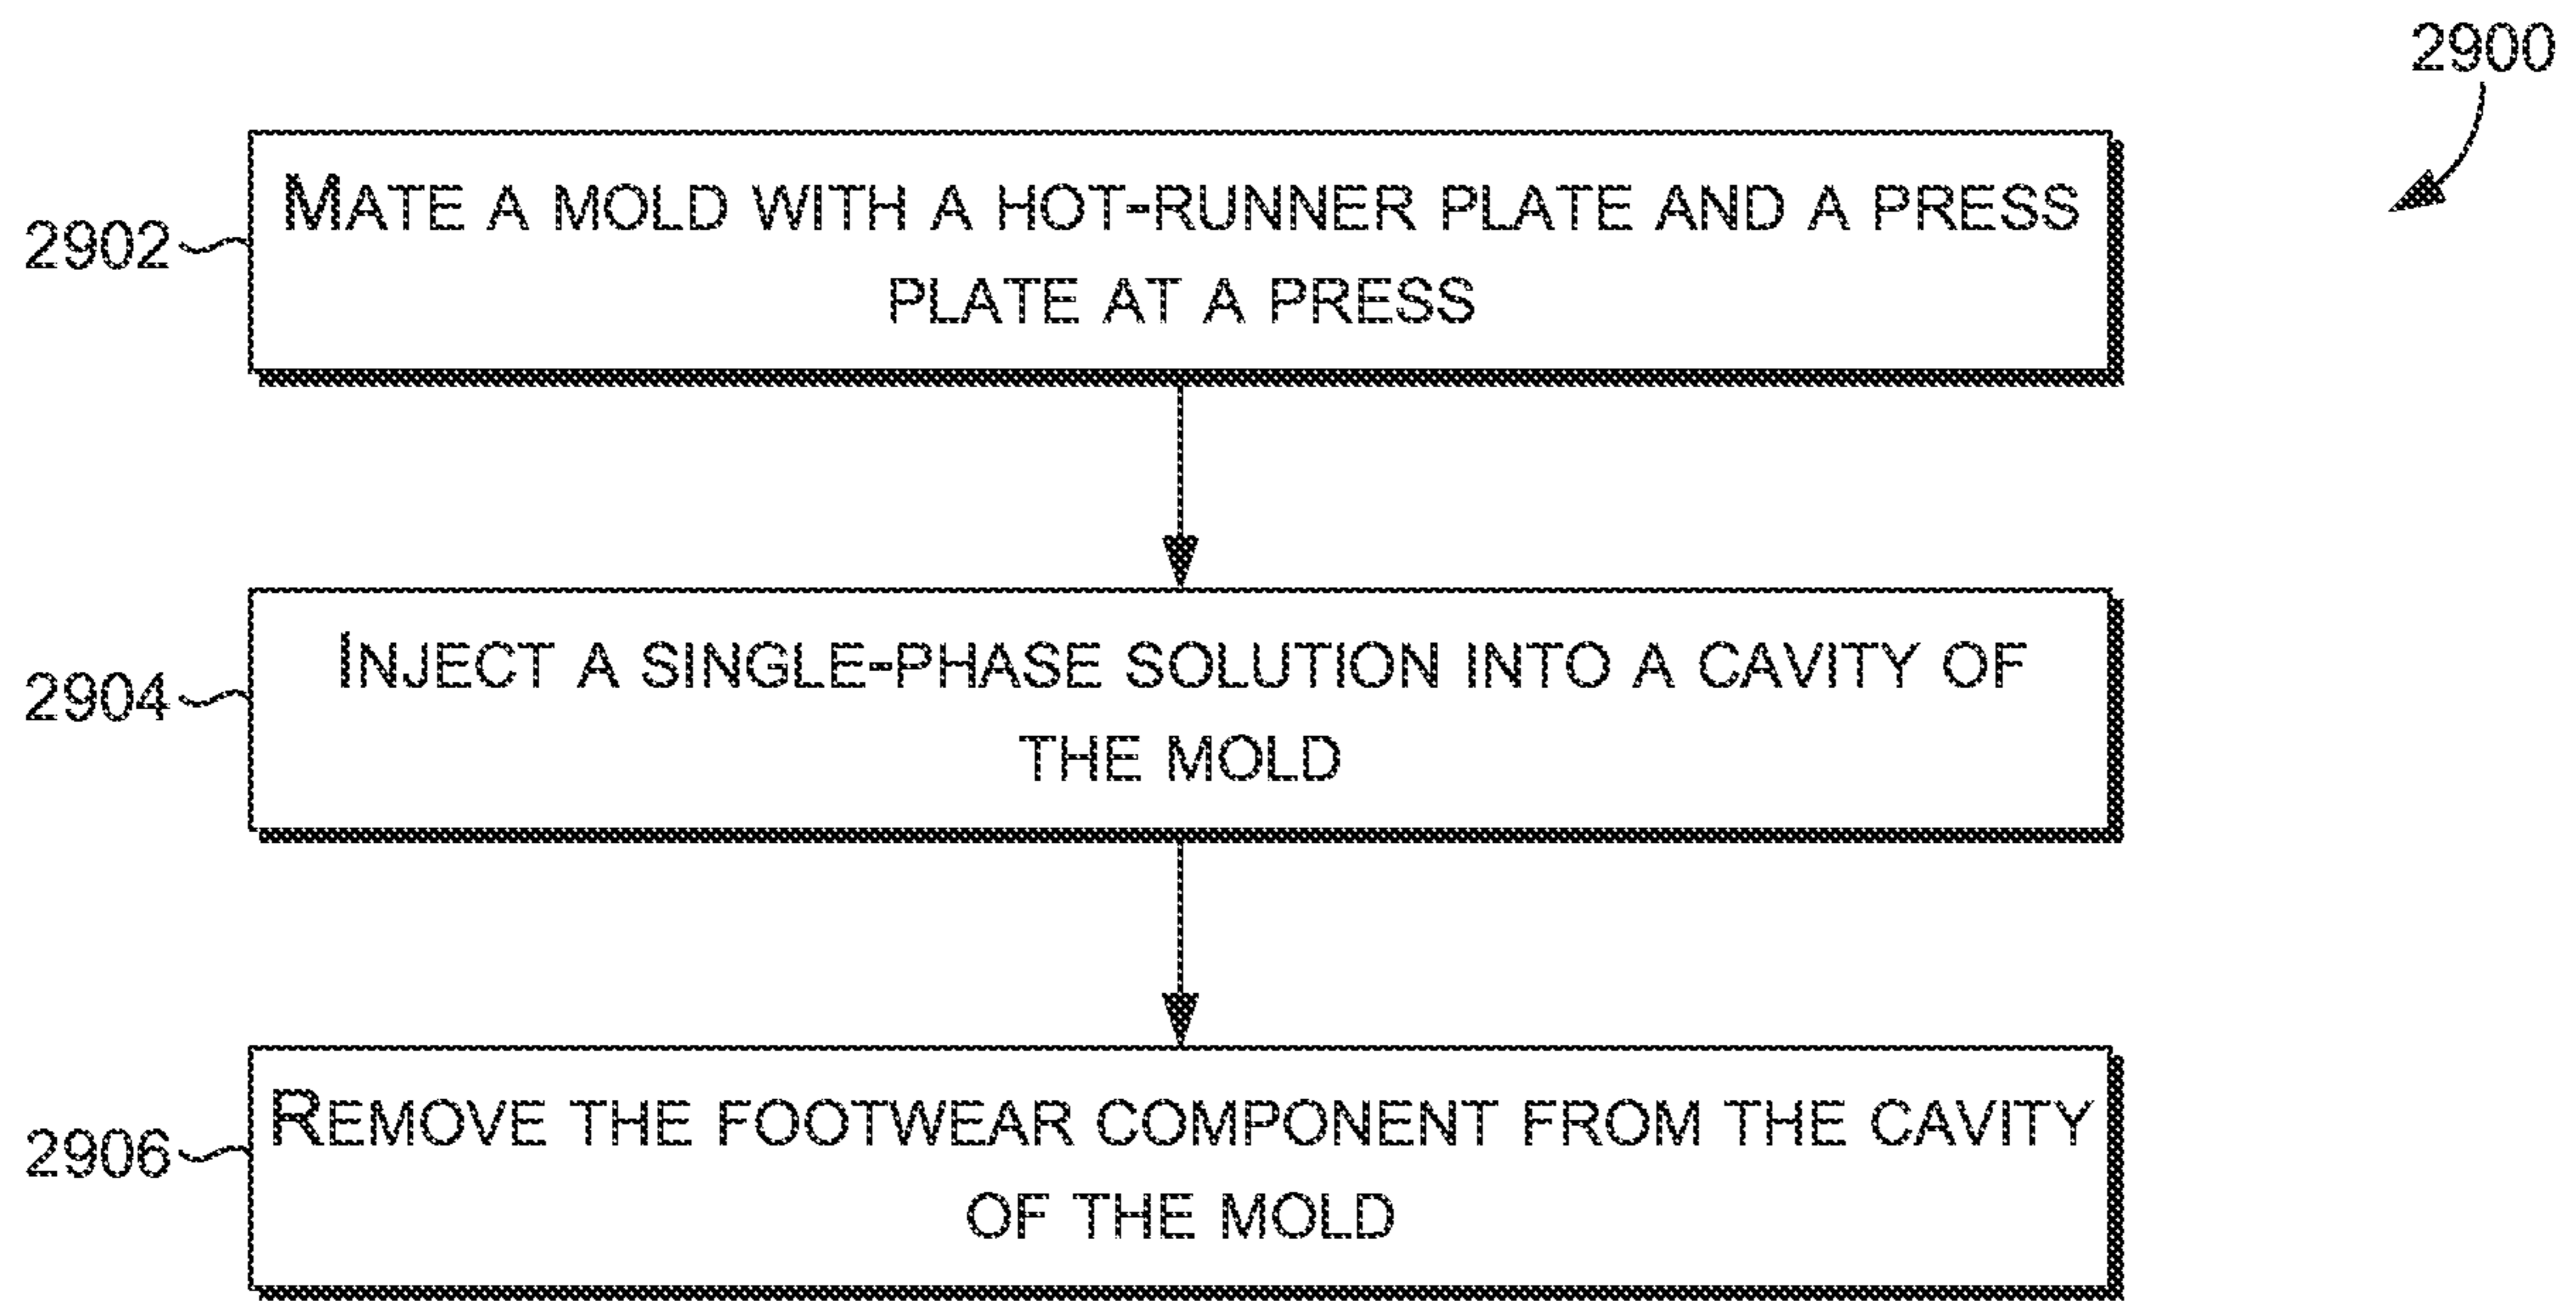 2900
2902
MATE A MOLD WITH A HOT-RUNNER PLATE AND A PRESS
PLATE AT A PRESS
2904
INJECT A SINGLE-PHASE SOLUTION INTO A CAVITY OF
THE MOLD
2906
REMOVE THE FOOTWEAR COMPONENT FROM THE CAVITY
OF THE MOLD